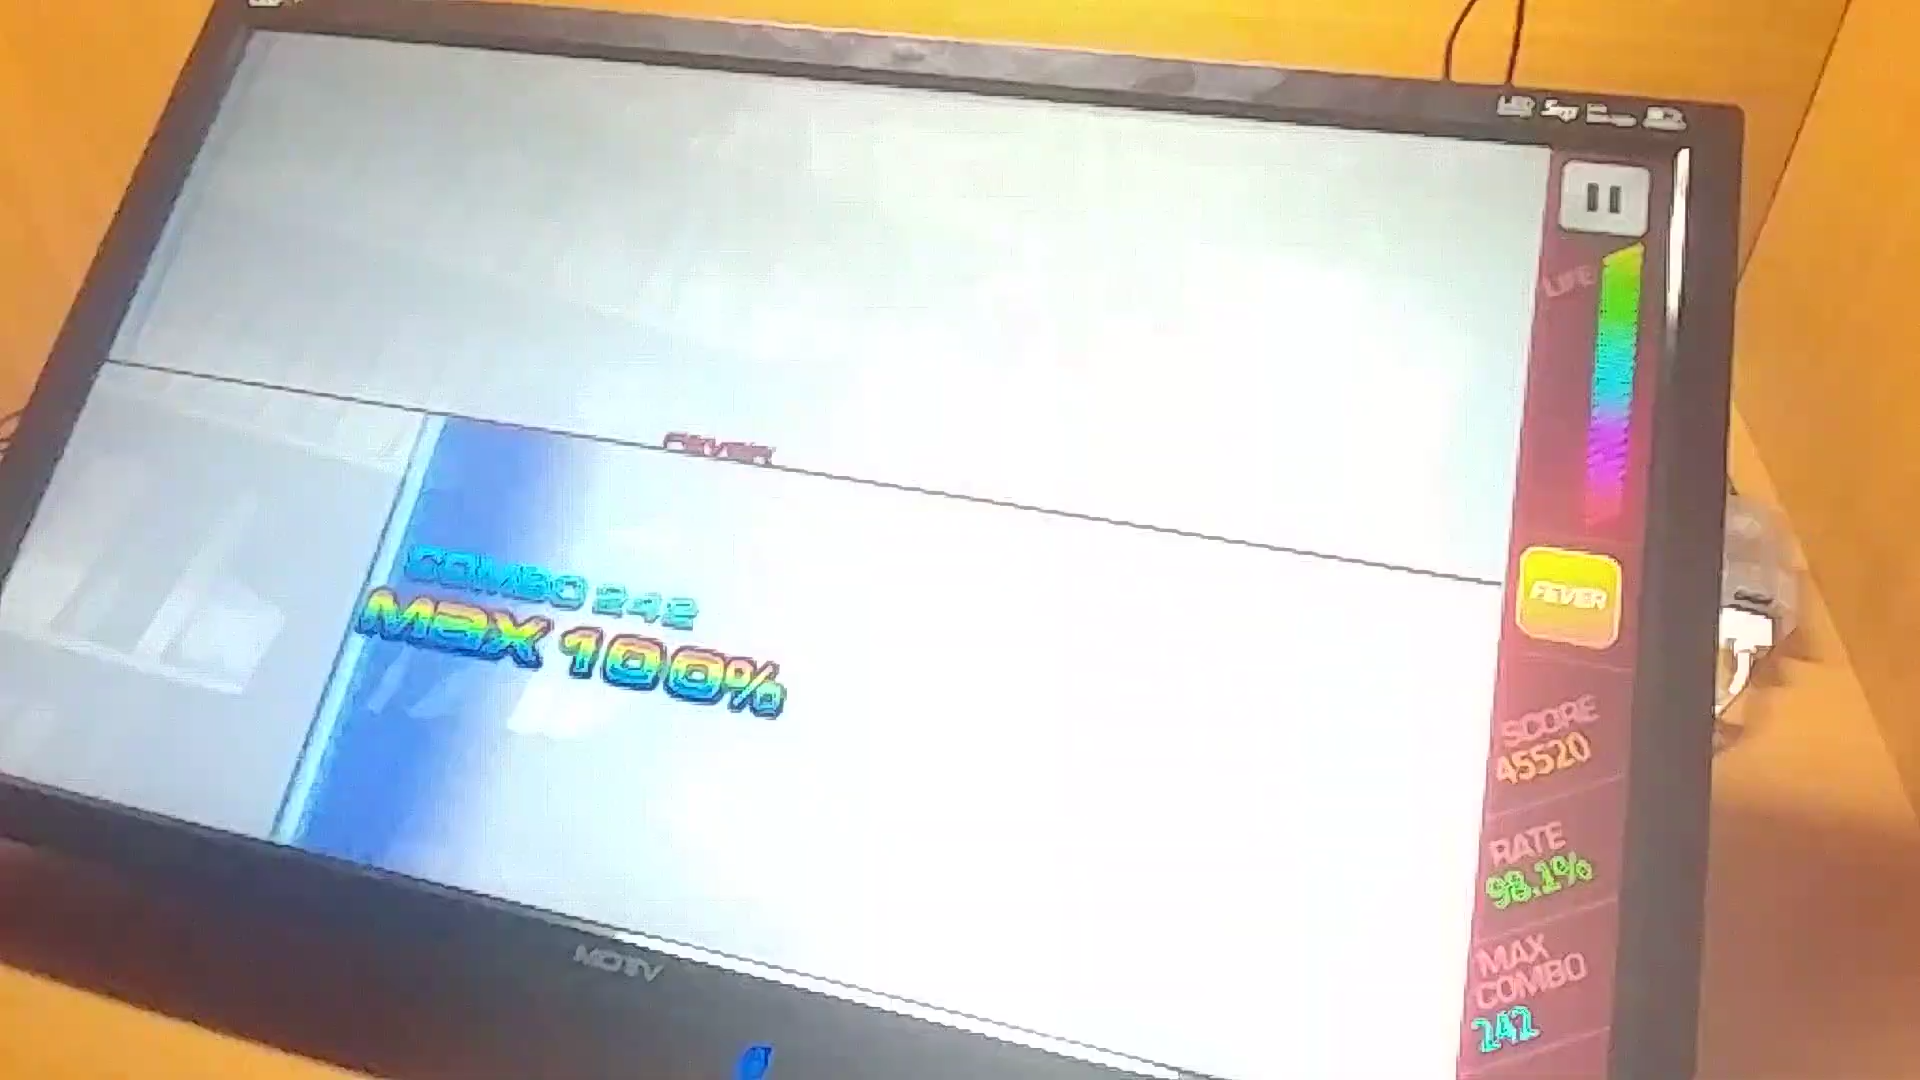 LIFE
FEVER
COMBO 242
MAX 100%
FEVER
SCORE
45520
RATE
98.1%
MAX
COMBO
242
MDTV